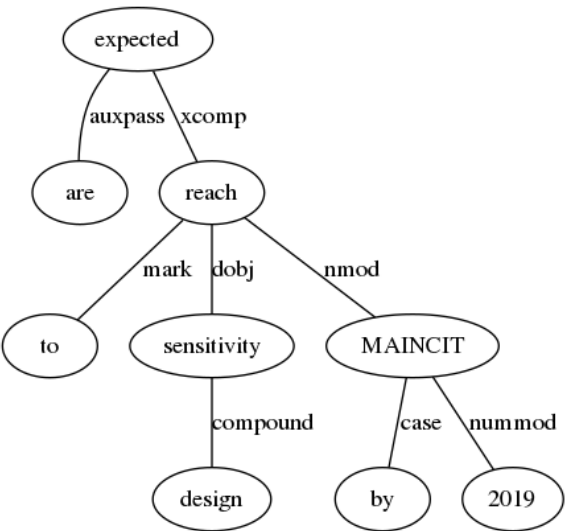 expected
auxpass xcomp
are reach
mark dobj nmod
to sensitivity MAINCIT
compound case nummod
design by 2019